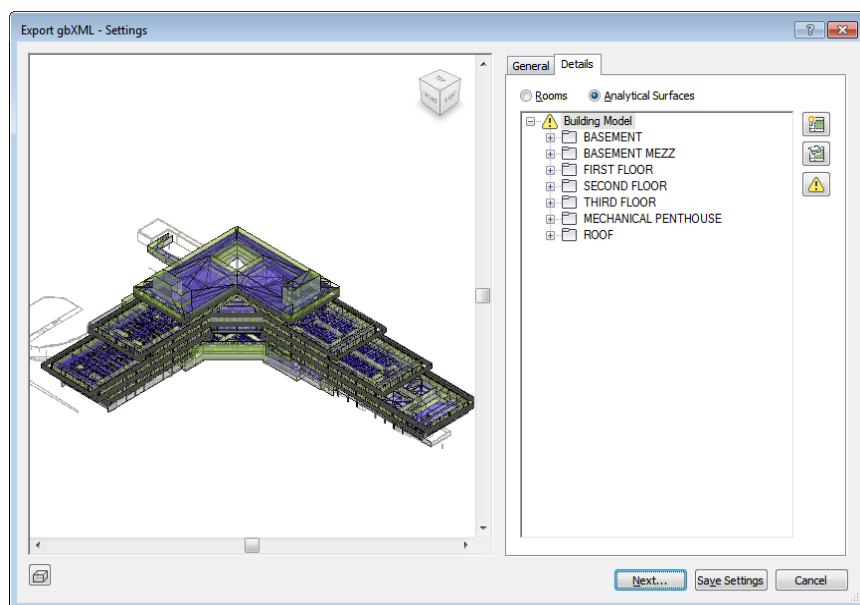 Export gbXML - Settings
General
Details
Rooms
Analytical Surfaces
Building Model
BASEMENT
BASEMENT MEZZ
FIRST FLOOR
SECOND FLOOR
THIRD FLOOR
MECHANICAL PENTHOUSE
ROOF
Next...
Save Settings
Cancel